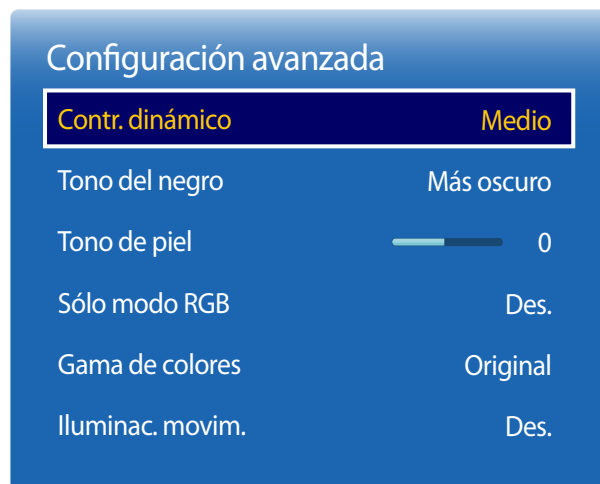 Configuración avanzada
Contr. dinámico Medio
Tono del negro Más oscuro
Tono de piel 0
Sólo modo RGB Des.
Gama de colores Original
Iluminac. movim. Des.